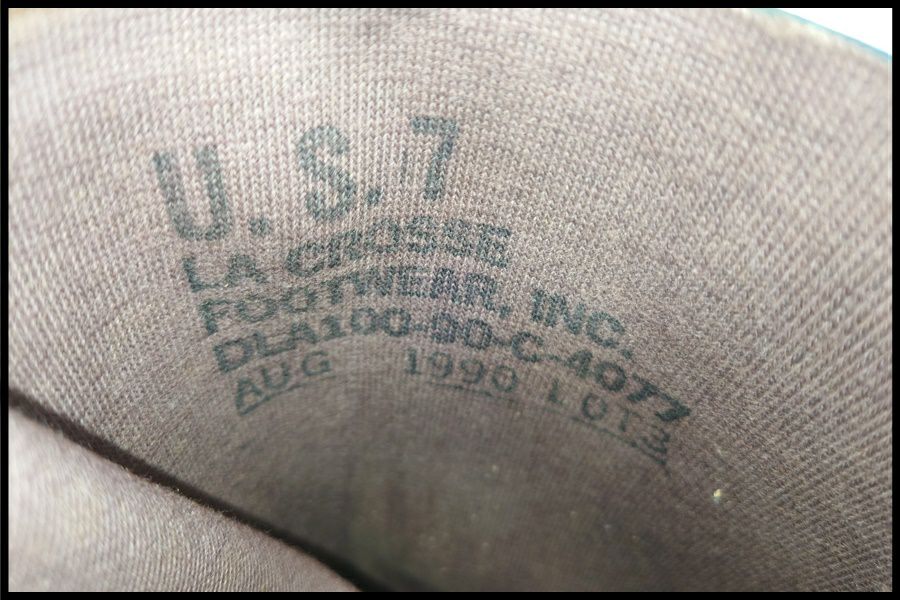 U. S. 7
LA CROSSE
FOOTWEAR, INC.
DLA100-90-C-4077
AUG 1990 LOT3